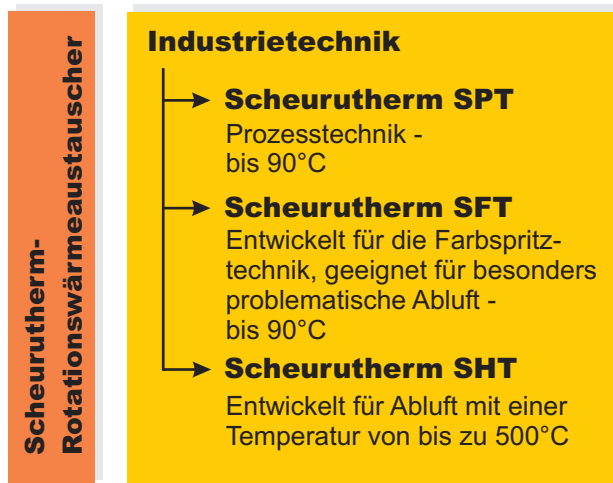 Scheurutherm-
Rotationswärmeaustauscher
Industrietechnik
Scheurutherm SPT
Prozesstechnik -
bis 90°C
Scheurutherm SFT
Entwickelt für die Farbspritz-
technik, geeignet für besonders
problematische Abluft -
bis 90°C
Scheurutherm SHT
Entwickelt für Abluft mit einer
Temperatur von bis zu 500°C